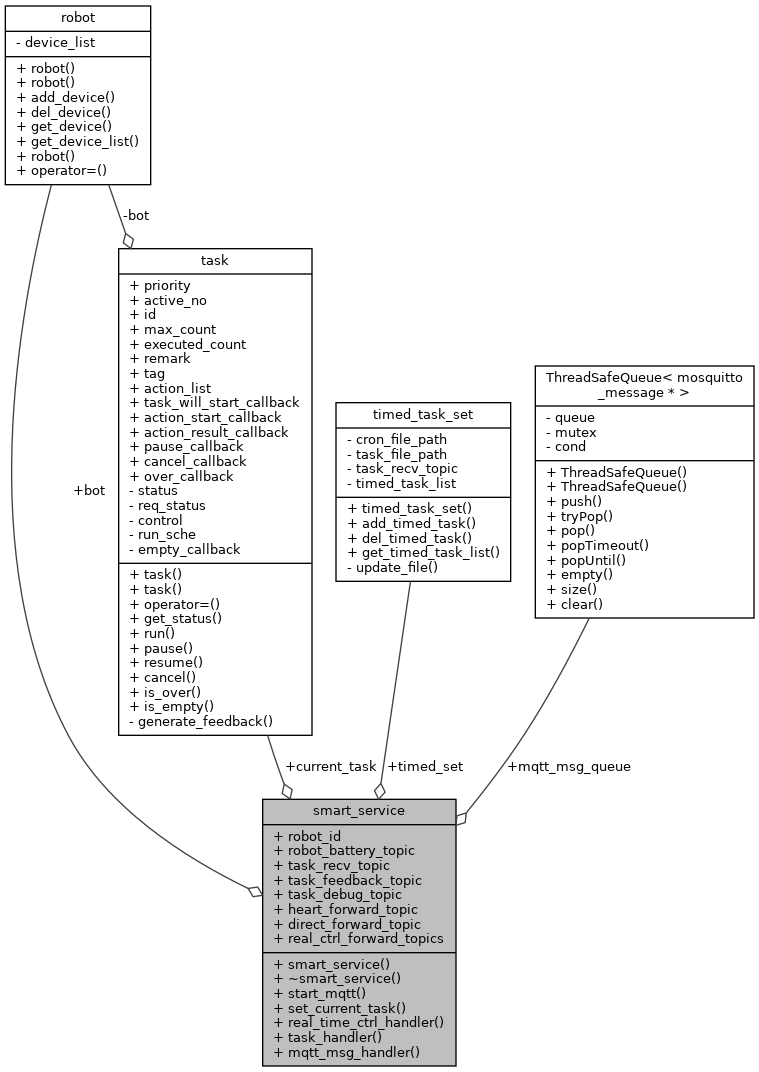 robot
- device_list
+ robot()
+ robot()
+ add_device()
+ del_device()
+ get_device()
+ get_device_list()
+ robot()
+ operator=()
-bot
task
+ priority
+ active_no
+ id
+ max_count
+ executed_count
+ remark
+ tag
+ action_list
+ task_will_start_callback
+ action_start_callback
+ action_result_callback
+ pause_callback
+ cancel_callback
+ over_callback
- status
- req_status
- control
- run_sche
- empty_callback
+ task()
+ task()
+ operator=()
+ get_status()
+ run()
+ pause()
+ resume()
+ cancel()
+ is_over()
+ is_empty()
- generate_feedback()
+bot
timed_task_set
- cron_file_path
- task_file_path
- task_recv_topic
- timed_task_list
+ timed_task_set()
+ add_timed_task()
+ del_timed_task()
+ get_timed_task_list()
- update_file()
ThreadSafeQueue< mosquitto
_message * >
- queue
- mutex
- cond
+ ThreadSafeQueue()
+ ThreadSafeQueue()
+ push()
+ tryPop()
+ pop()
+ popTimeout()
+ popUntil()
+ empty()
+ size()
+ clear()
+current_task
+timed_set
+mqtt_msg_queue
smart_service
+ robot_id
+ robot_battery_topic
+ task_recv_topic
+ task_feedback_topic
+ task_debug_topic
+ heart_forward_topic
+ direct_forward_topic
+ real_ctrl_forward_topics
+ smart_service()
+ ~smart_service()
+ start_mqtt()
+ set_current_task()
+ real_time_ctrl_handler()
+ task_handler()
+ mqtt_msg_handler()